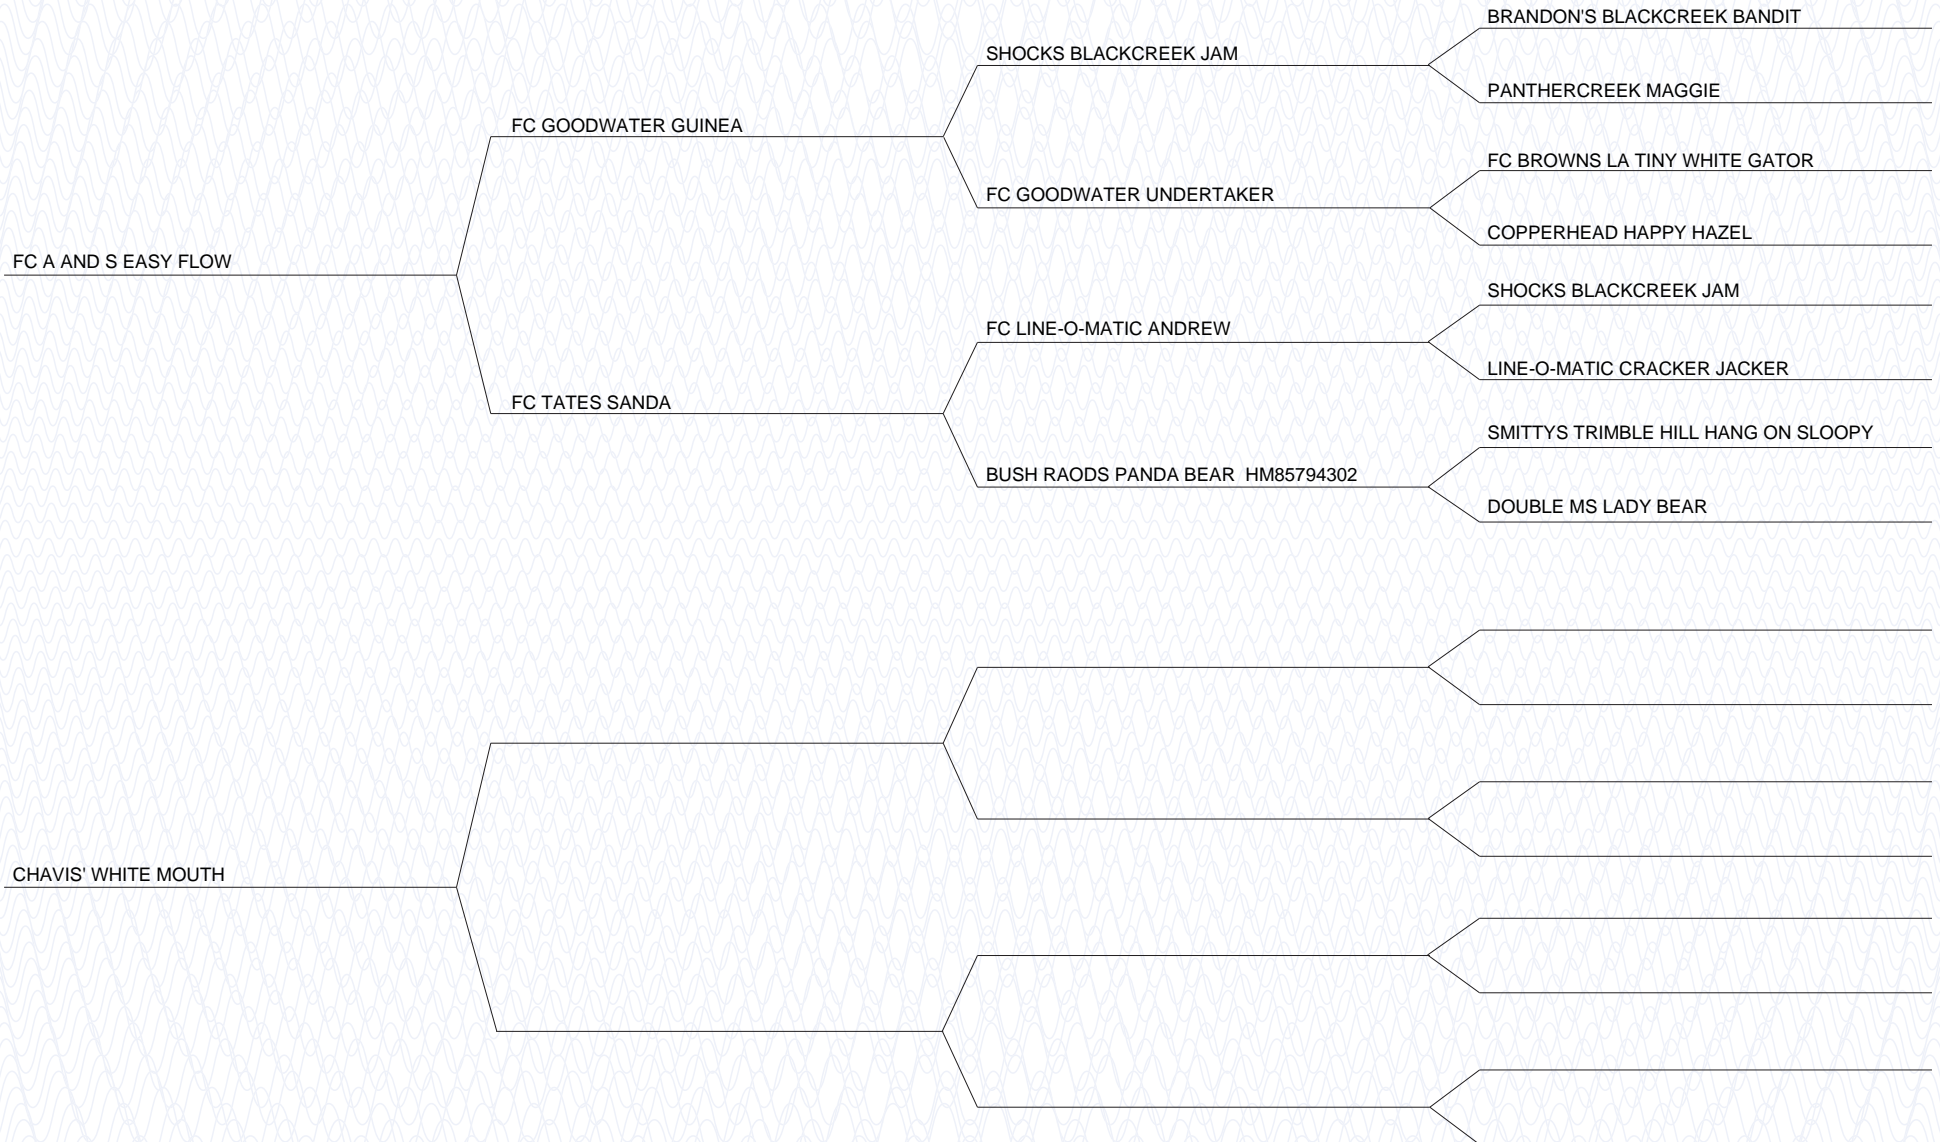 BRANDON'S BLACKCREEK BANDIT
SHOCKS BLACKCREEK JAM
PANTHERCREEK MAGGIE
FC GOODWATER GUINEA
FC BROWNS LA TINY WHITE GATOR
FC GOODWATER UNDERTAKER
COPPERHEAD HAPPY HAZEL
FC A AND S EASY FLOW
SHOCKS BLACKCREEK JAM
FC LINE-O-MATIC ANDREW
LINE-O-MATIC CRACKER JACKER
FC TATES SANDA
SMITTYS TRIMBLE HILL HANG ON SLOOPY
BUSH RAODS PANDA BEAR  HM85794302
DOUBLE MS LADY BEAR
CHAVIS' WHITE MOUTH